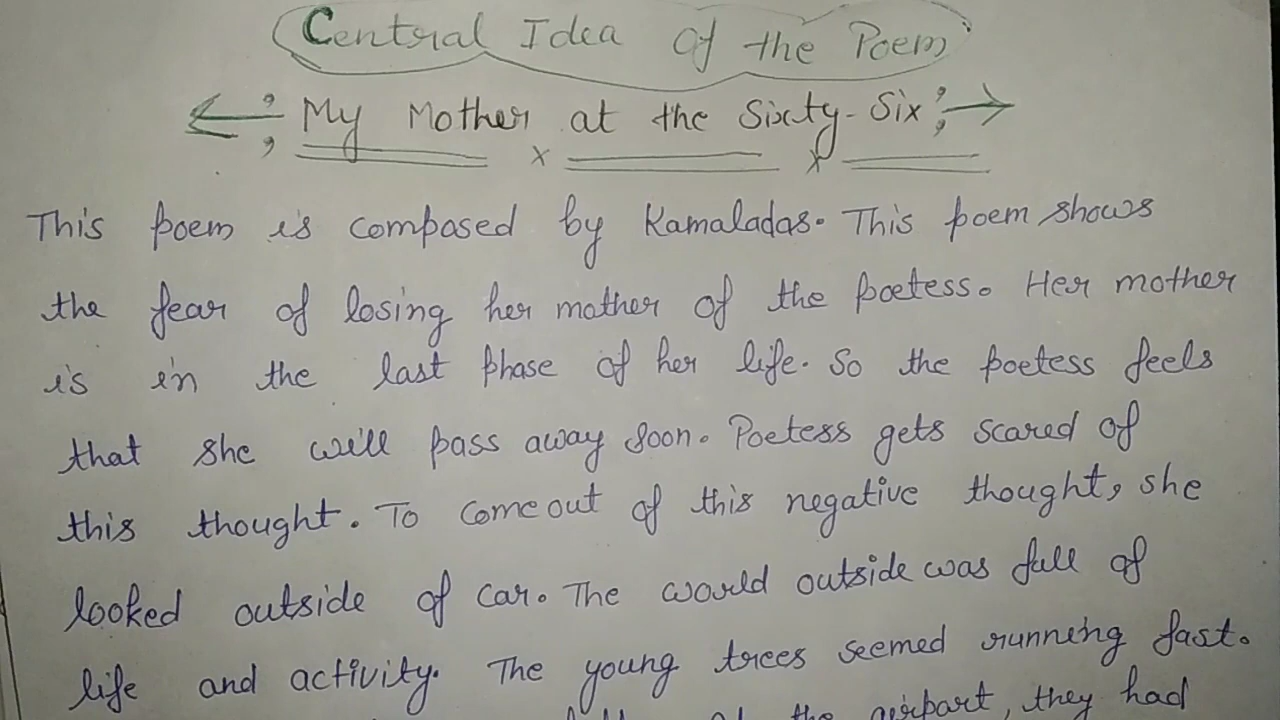 Central Idea of the Poem
My Mother at the Sixty-Six
This poem is composed by Kamaladas. This poem shows
the fear of losing her mother of the poetess. Her mother
is in the last phase of her life. So the poetess feels
that she will pass away soon. Poetess gets scared of
this thought. To come out of this negative thought, she
looked outside of car. The world outside was full of
life and activity. The young trees seemed running fast.
the airport, they had